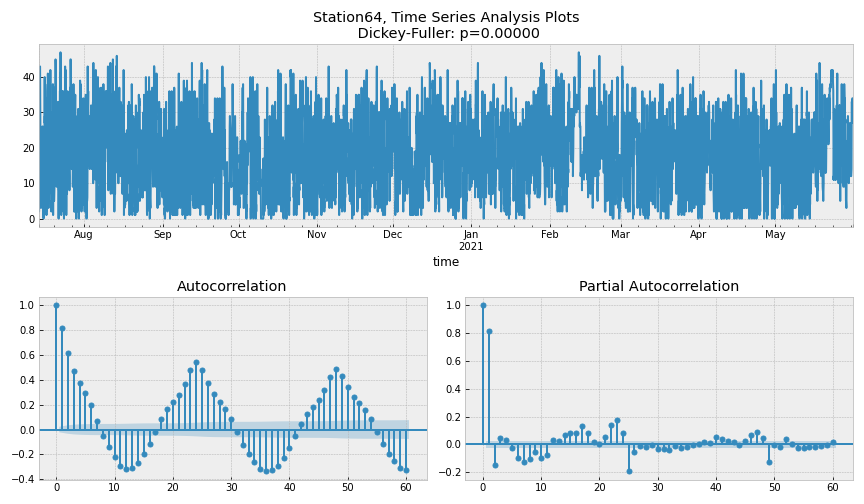 Station64, Time Series Analysis Plots
Dickey-Fuller: p=0.00000
40
30
20
10
0
Aug Sep Oct Nov Dec Jan Feb Mar Apr May
2021
time
Autocorrelation
1.0
0.8
0.6
0.4
0.2
0.0
−0.2
−0.4
0 10 20 30 40 50 60
Partial Autocorrelation
1.0
0.8
0.6
0.4
0.2
0.0
−0.2
0 10 20 30 40 50 60